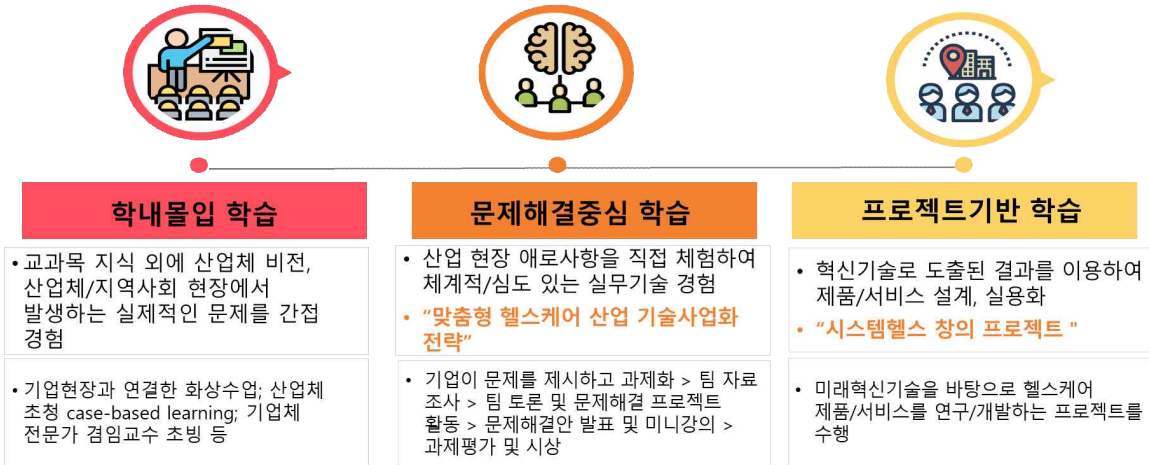 학내몰입 학습
• 교과목 지식 외에 산업체 비전,
산업체/지역사회 현장에서
발생하는 실제적인 문제를 간접
경험
• 기업현장과 연결한 화상수업; 산업체
초청 case-based learning; 기업체
전문가 겸임교수 초빙 등
문제해결중심 학습
• 산업 현장 애로사항을 직접 체험하여
체계적/심도 있는 실무기술 경험
• “맞춤형 헬스케어 산업 기술사업화
전략”
• 기업이 문제를 제시하고 과제화 > 팀 자료
조사 > 팀 토론 및 문제해결 프로젝트
활동 > 문제해결안 발표 및 미니강의 >
과제평가 및 시상
프로젝트기반 학습
• 혁신기술로 도출된 결과를 이용하여
제품/서비스 설계, 실용화
• “시스템헬스 창의 프로젝트 "
• 미래혁신기술을 바탕으로 헬스케어
제품/서비스를 연구/개발하는 프로젝트를
수행